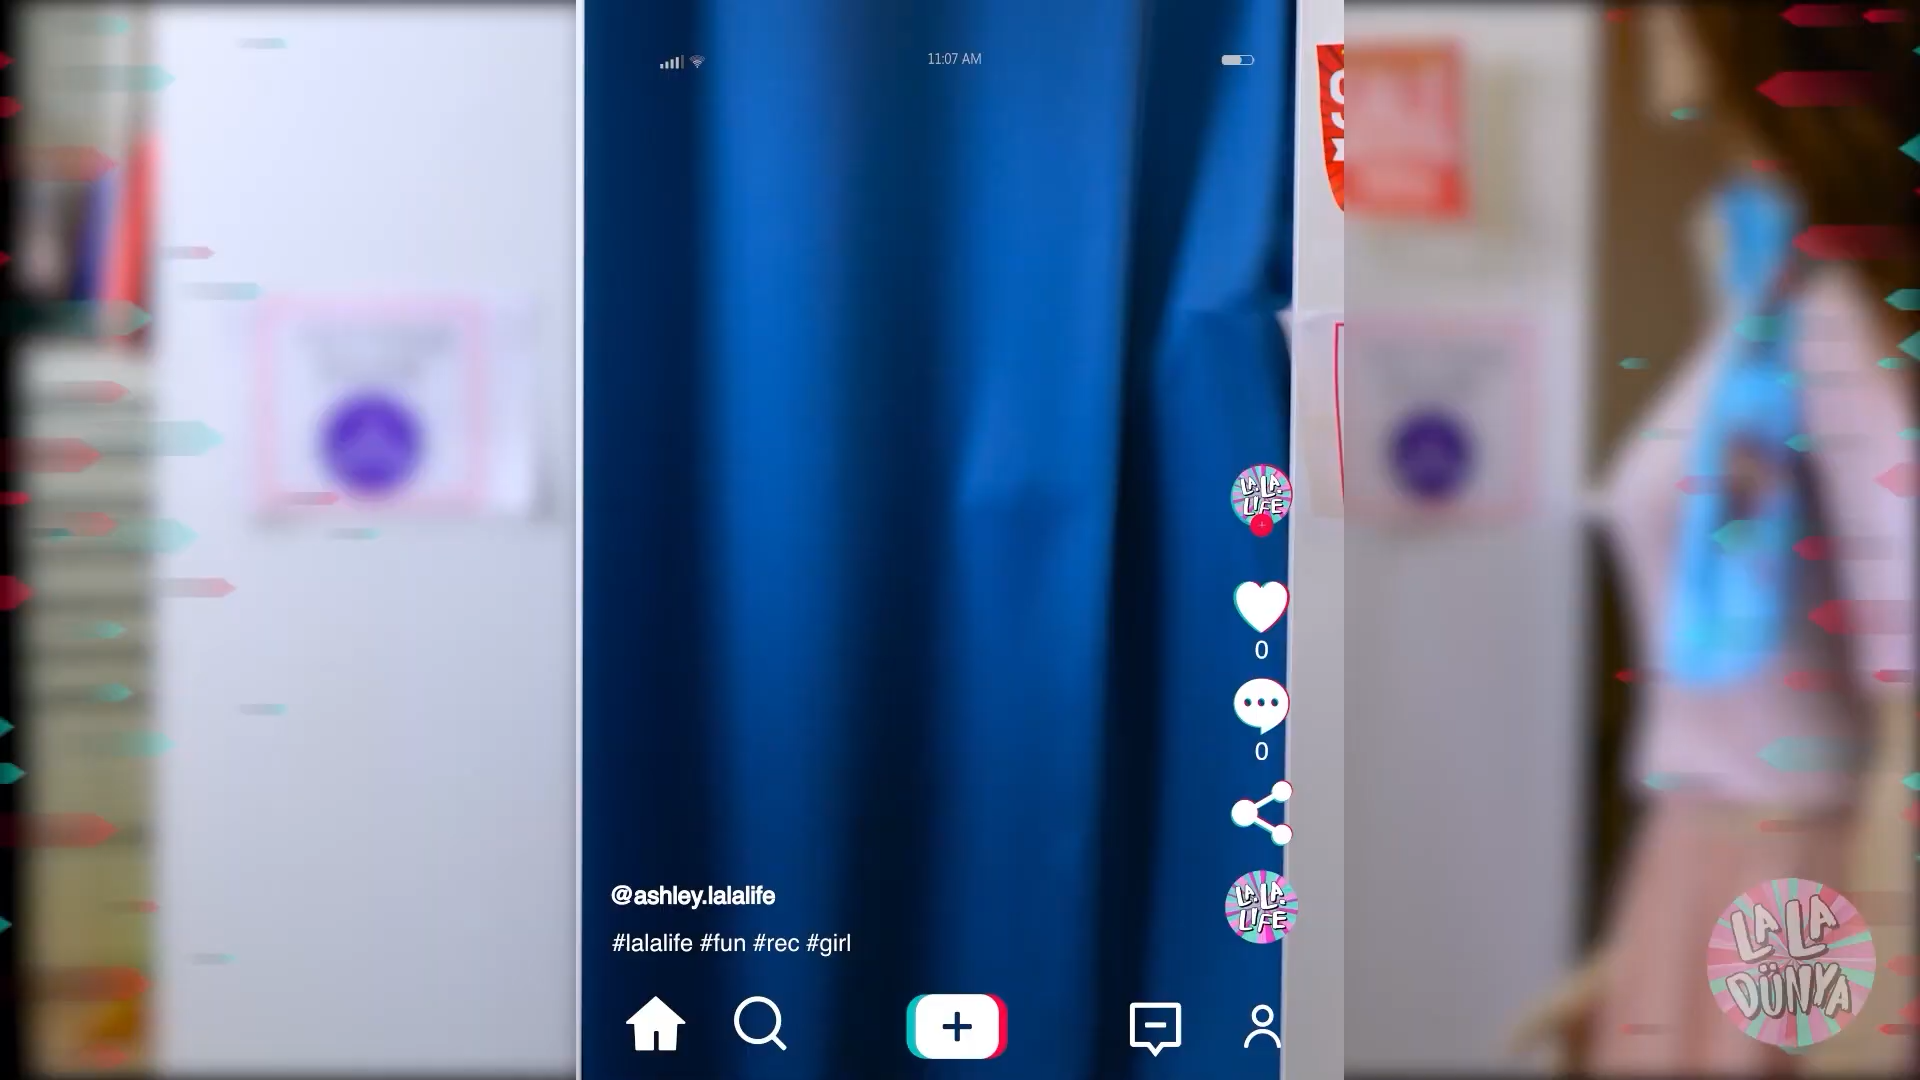 11:07 AM
LA LA
LIFE
0
0
@ashley.lalalife
#lalalife #fun #rec #girl
LA LA
LIFE
LA LA
DÜNYA